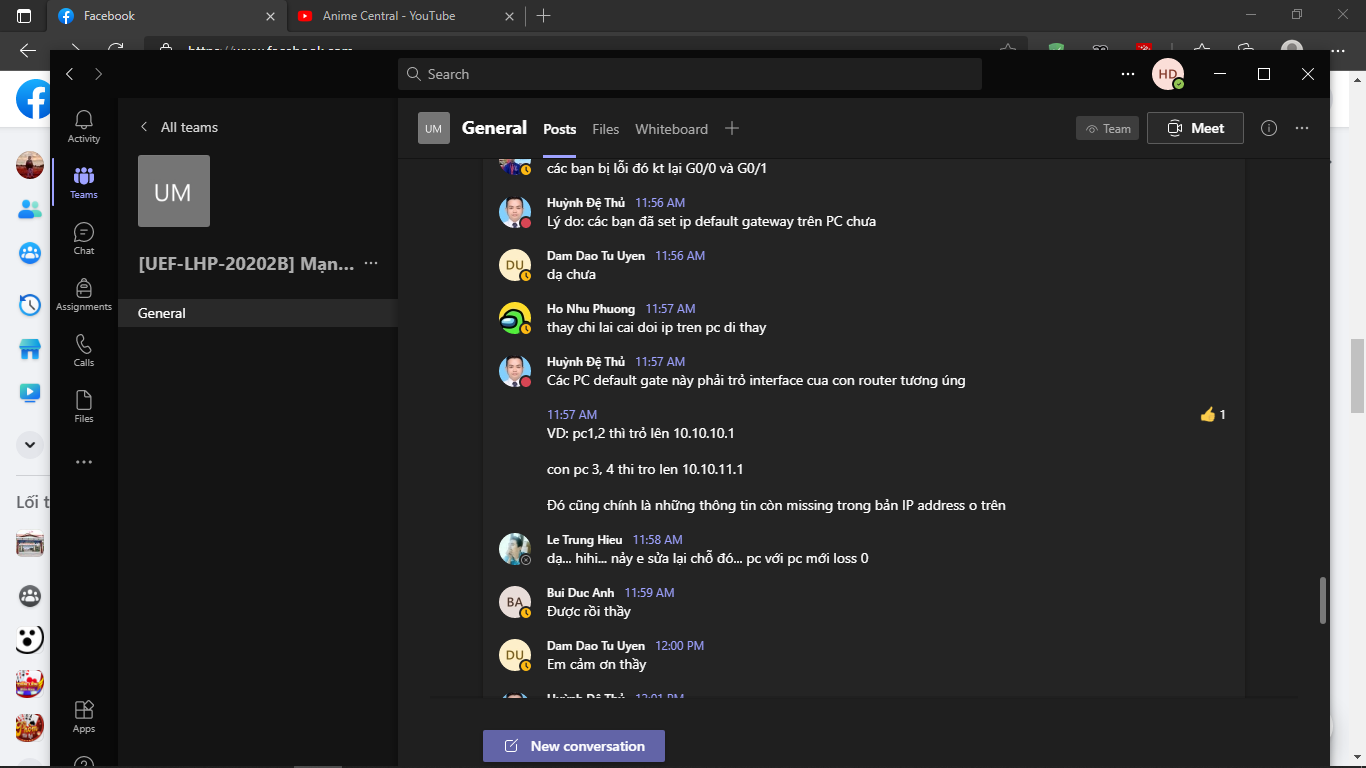 Facebook
Anime Central - YouTube
Search
HD
Activity
Teams
Chat
Assignments
Calls
Files
Apps
All teams
UM
[UEF-LHP-20202B] Mạn...
General
UM
General
Posts
Files
Whiteboard
Team
Meet
các bạn bị lỗi đó kt lại G0/0 và G0/1
Huỳnh Đệ Thủ 11:56 AM
Lý do: các bạn đã set ip default gateway trên PC chưa
DU
Dam Dao Tu Uyen 11:56 AM
dạ chưa
Ho Nhu Phuong 11:57 AM
thay chi lai cai doi ip tren pc di thay
Huỳnh Đệ Thủ 11:57 AM
Các PC default gate này phải trỏ interface cua con router tương úng
11:57 AM
1
VD: pc1,2 thì trỏ lên 10.10.10.1
con pc 3, 4 thi tro len 10.10.11.1
Đó cũng chính là những thông tin còn missing trong bản IP address o trên
Le Trung Hieu 11:58 AM
dạ... hihi... nảy e sửa lại chỗ đó... pc với pc mới loss 0
BA
Bui Duc Anh 11:59 AM
Được rồi thầy
DU
Dam Dao Tu Uyen 12:00 PM
Em cảm ơn thầy
Huỳnh Đệ Thủ 12:01 PM
New conversation
Lối t